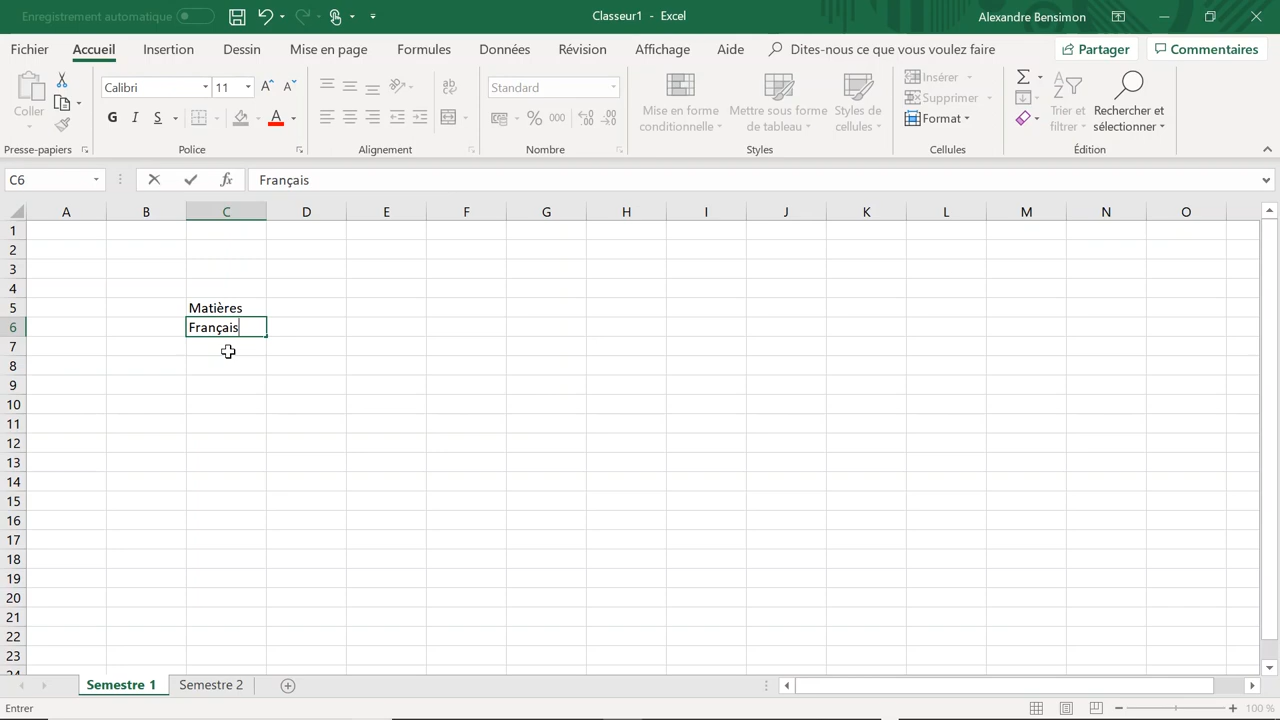 Enregistrement automatique
Classeur1 - Excel
Alexandre Bensimon
Fichier Accueil Insertion Dessin Mise en page Formules Données Révision Affichage Aide Dites-nous ce que vous voulez faire Partager Commentaires
Coller
Presse-papiers
Calibri 11
G I S A
Police
Alignement
Standard
% 000
Nombre
Mise en forme conditionnelle
Mettre sous forme de tableau
Styles de cellules
Styles
Insérer
Supprimer
Format
Cellules
Trier et filtrer
Rechercher et sélectionner
Édition
C6 fx Français
A B C D E F G H I J K L M N O
1
2
3
4
5 Matières
6 Français
7
8
9
10
11
12
13
14
15
16
17
18
19
20
21
22
23
24
Semestre 1 Semestre 2
Entrer
100 %